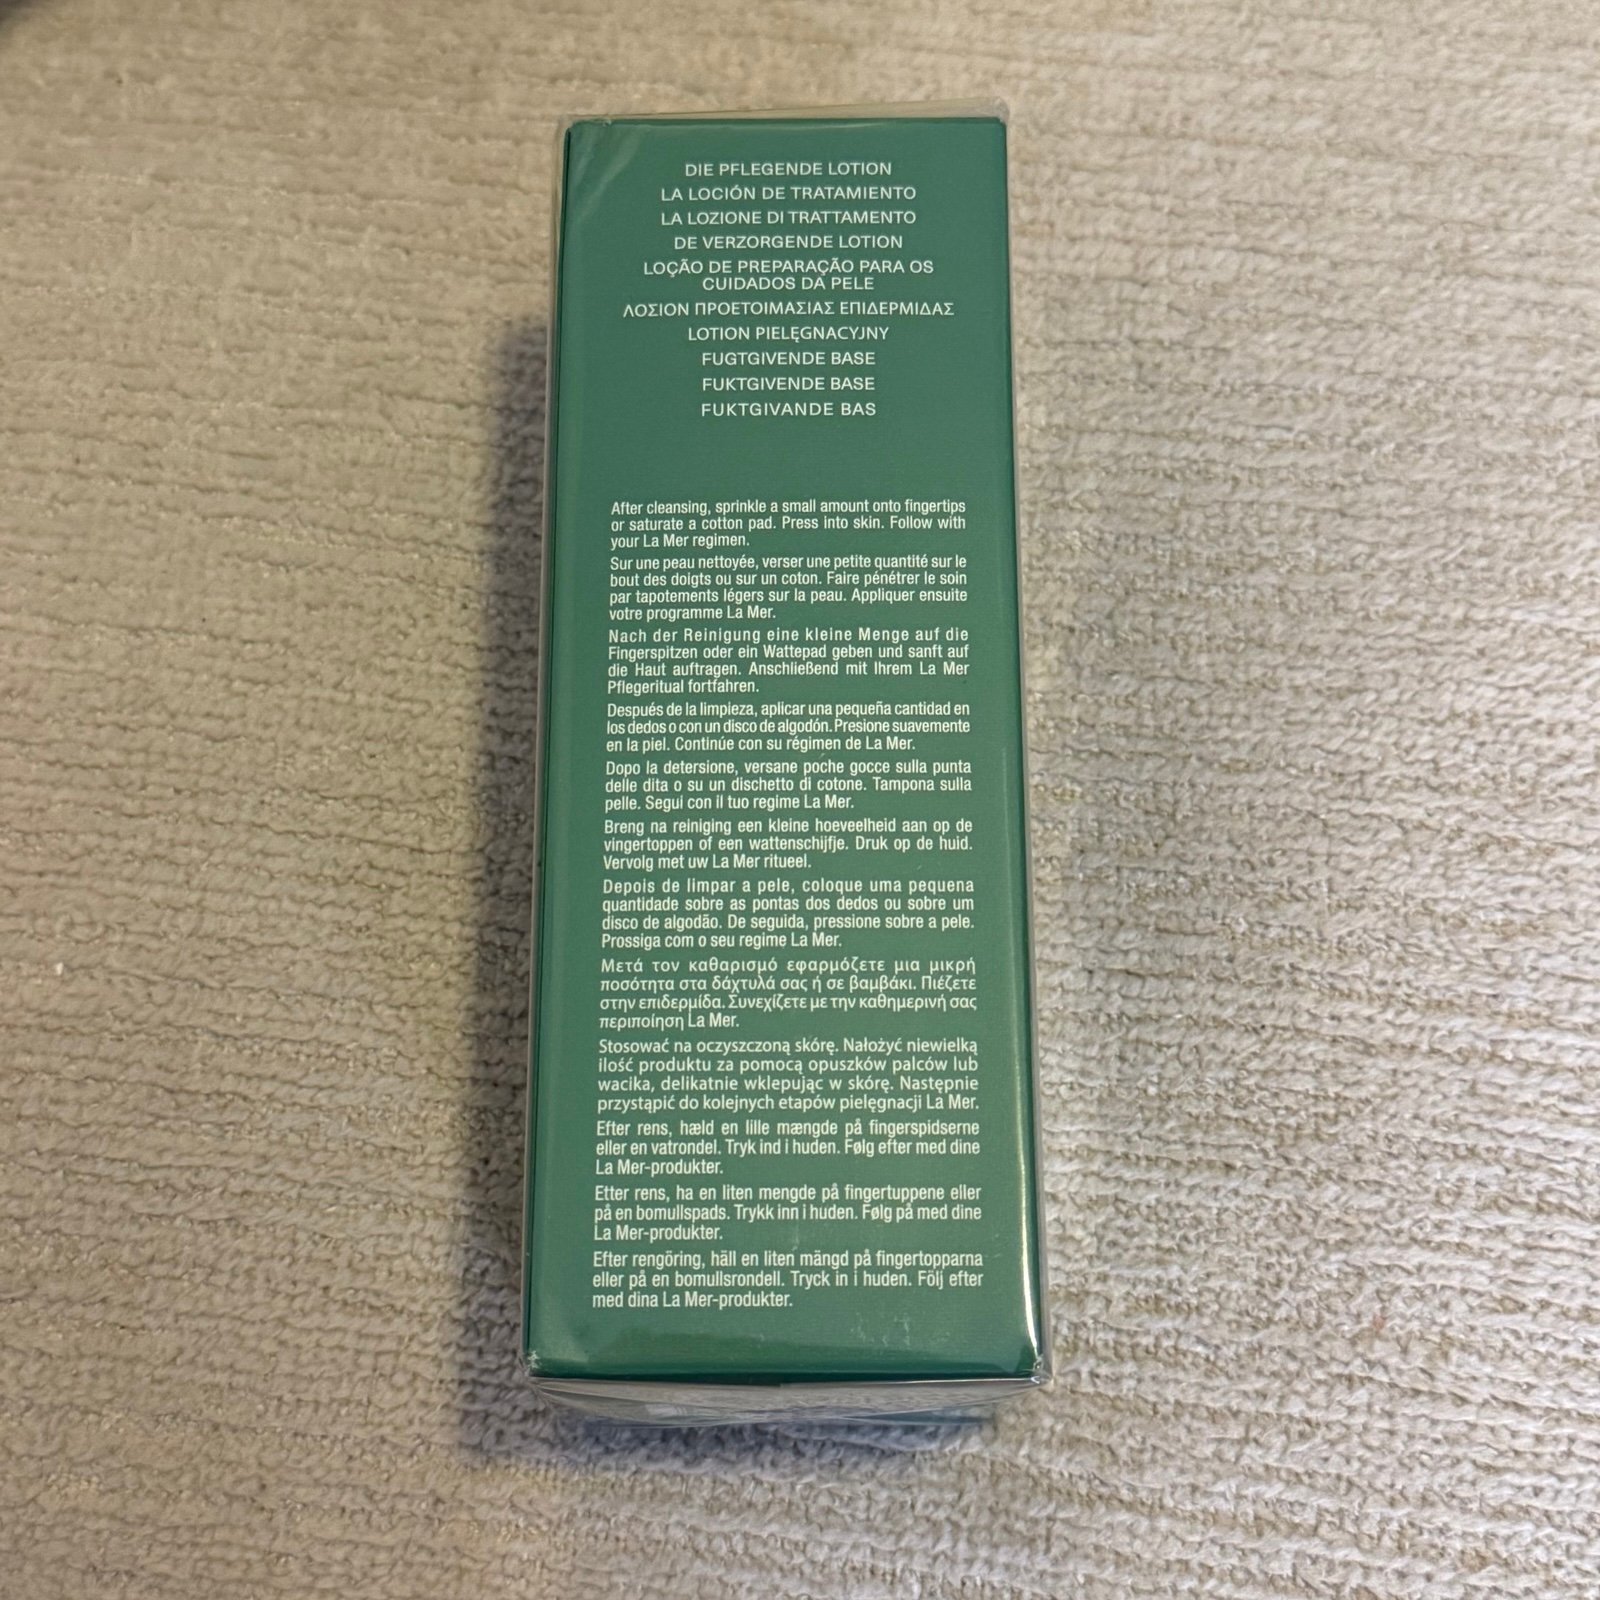 DIE PFLEGENDE LOTION
LA LOCIÓN DE TRATAMIENTO
LA LOZIONE DI TRATTAMENTO
DE VERZORGENDE LOTION
LOÇÃO DE PREPARAÇÃO PARA OS
CUIDADOS DA PELE
ΛΟΣΙΟΝ ΠΡΟΕΤΟΙΜΑΣΙΑΣ ΕΠΙΔΕΡΜΙΔΑΣ
LOTION PIELĘGNACYJNY
FUGTGIVENDE BASE
FUKTGIVENDE BASE
FUKTGIVANDE BAS
After cleansing, sprinkle a small amount onto fingertips
or saturate a cotton pad. Press into skin. Follow with
your La Mer regimen.
Sur une peau nettoyée, verser une petite quantité sur le
bout des doigts ou sur un coton. Faire pénétrer le soin
par tapotements légers sur la peau. Appliquer ensuite
votre programme La Mer.
Nach der Reinigung eine kleine Menge auf die
Fingerspitzen oder ein Wattepad geben und sanft auf
die Haut auftragen. Anschließend mit Ihrem La Mer
Pflegeritual fortfahren.
Después de la limpieza, aplicar una pequeña cantidad en
los dedos o con un disco de algodón. Presione suavemente
en la piel. Continúe con su régimen de La Mer.
Dopo la detersione, versane poche gocce sulla punta
delle dita o su un dischetto di cotone. Tampona sulla
pelle. Segui con il tuo regime La Mer.
Breng na reiniging een kleine hoeveelheid aan op de
vingertoppen of een wattenschijfje. Druk op de huid.
Vervolg met uw La Mer ritueel.
Depois de limpar a pele, coloque uma pequena
quantidade sobre as pontas dos dedos ou sobre um
disco de algodão. De seguida, pressione sobre a pele.
Prossiga com o seu regime La Mer.
Μετά τον καθαρισμό εφαρμόζετε μια μικρή
ποσότητα στα δάχτυλά σας ή σε βαμβάκι. Πιέζετε
στην επιδερμίδα. Συνεχίζετε με την καθημερινή σας
περιποίηση La Mer.
Stosować na oczyszczoną skórę. Nałożyć niewielką
ilość produktu za pomocą opuszków palców lub
wacika, delikatnie wklepując w skórę. Następnie
przystąpić do kolejnych etapów pielęgnacji La Mer.
Efter rens, hæld en lille mængde på fingerspidserne
eller en vatrondel. Tryk ind i huden. Følg efter med dine
La Mer-produkter.
Etter rens, ha en liten mengde på fingertuppene eller
på en bomullspads. Trykk inn i huden. Følg på med dine
La Mer-produkter.
Efter rengöring, häll en liten mängd på fingertopparna
eller på en bomullsrondell. Tryck in i huden. Följ efter
med dina La Mer-produkter.